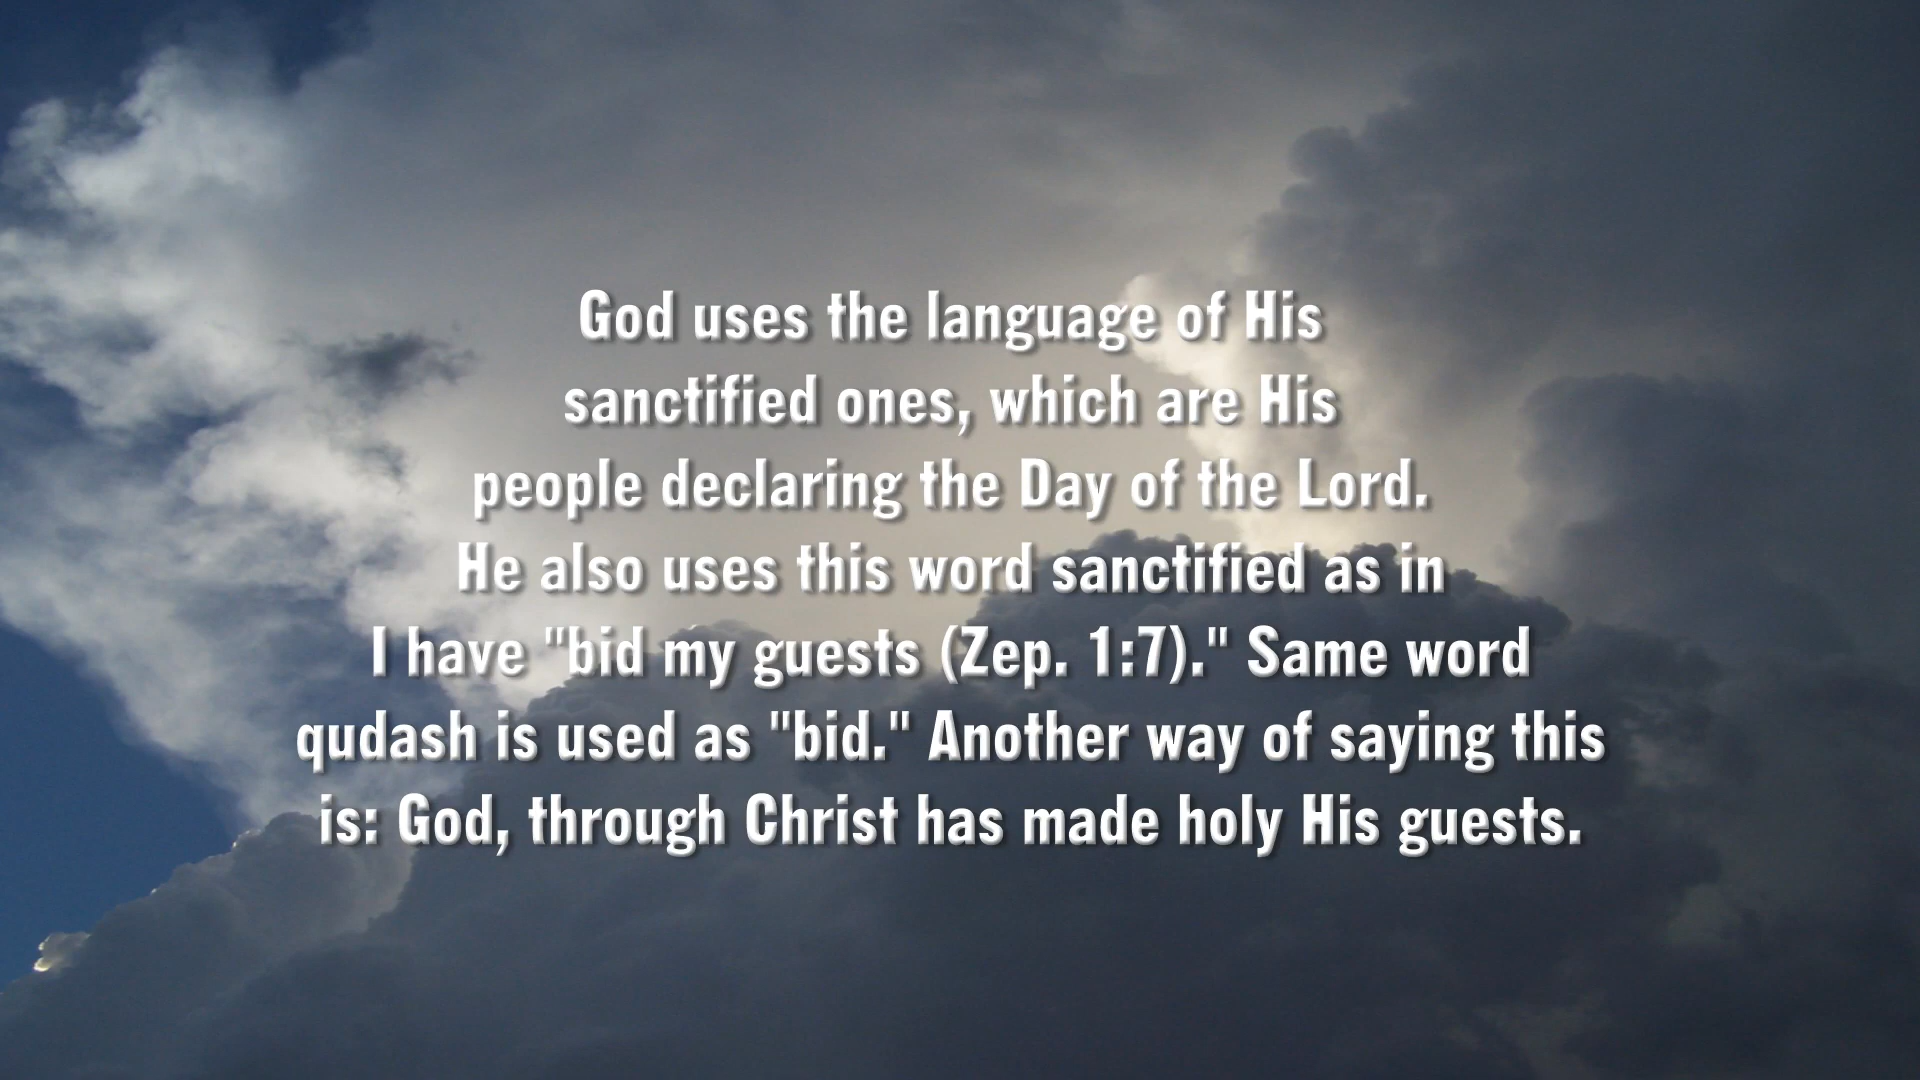 God uses the language of His
sanctified ones, which are His
people declaring the Day of the Lord.
He also uses this word sanctified as in
I have "bid my guests (Zep. 1:7)." Same word
qudash is used as "bid." Another way of saying this
is: God, through Christ has made holy His guests.